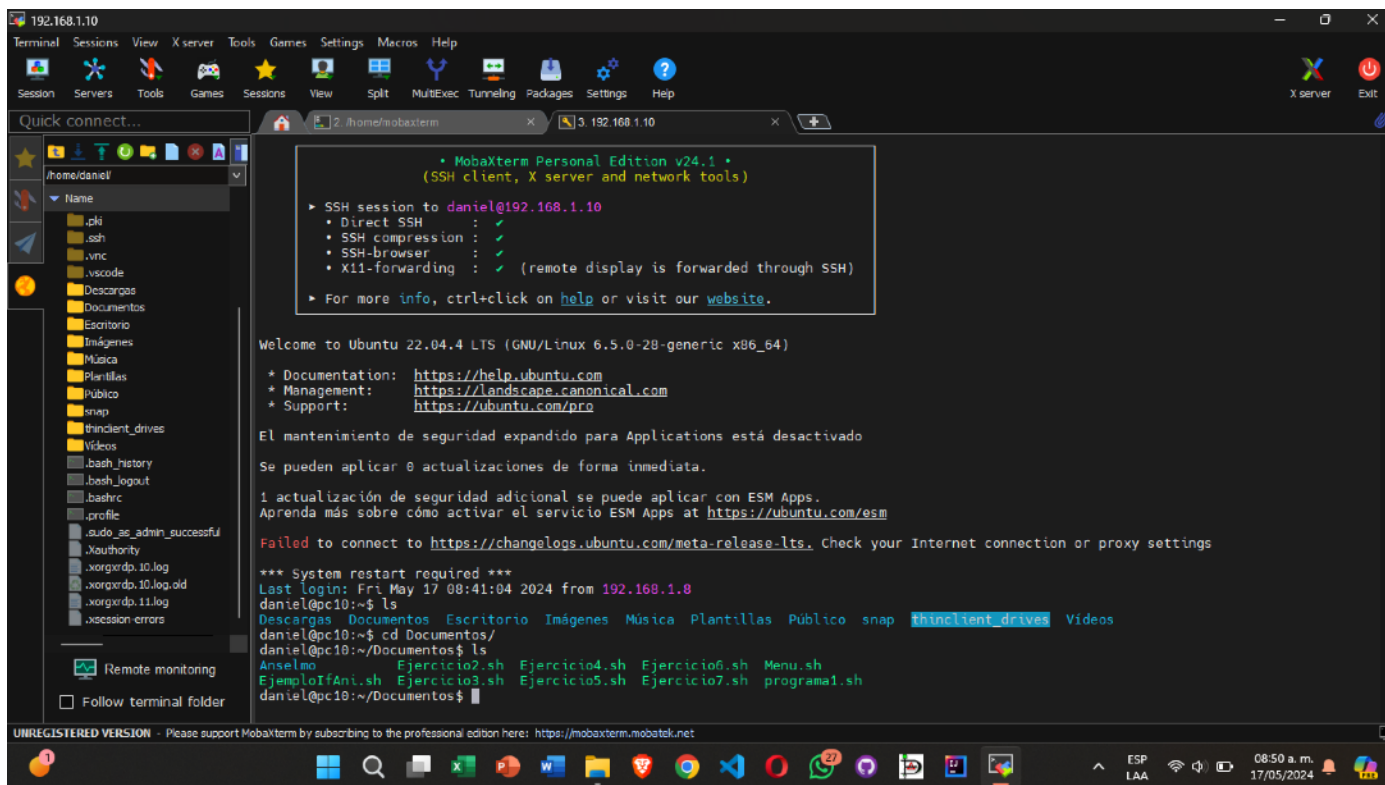 192.168.1.10
Terminal Sessions View X server Tools Games Settings Macros Help
Session Servers Tools Games Sessions View Split MultiExec Tunneling Packages Settings Help X server Exit
Quick connect...
2. /home/mobaxterm
3. 192.168.1.10
/home/daniel/
Name
.pki
.ssh
.vnc
.vscode
Descargas
Documentos
Escritorio
Imágenes
Música
Plantillas
Público
snap
thinclient_drives
Vídeos
.bash_history
.bash_logout
.bashrc
.profile
.sudo_as_admin_successful
.Xauthority
.xorgxrdp.10.log
.xorgxrdp.10.log.old
.xorgxrdp.11.log
.xsession-errors
Remote monitoring
Follow terminal folder
• MobaXterm Personal Edition v24.1 •
(SSH client, X server and network tools)
► SSH session to daniel@192.168.1.10
• Direct SSH : ✓
• SSH compression : ✓
• SSH-browser : ✓
• X11-forwarding : ✓ (remote display is forwarded through SSH)
► For more info, ctrl+click on help or visit our website.
Welcome to Ubuntu 22.04.4 LTS (GNU/Linux 6.5.0-28-generic x86_64)
* Documentation: https://help.ubuntu.com
* Management: https://landscape.canonical.com
* Support: https://ubuntu.com/pro
El mantenimiento de seguridad expandido para Applications está desactivado
Se pueden aplicar 0 actualizaciones de forma inmediata.
1 actualización de seguridad adicional se puede aplicar con ESM Apps.
Aprenda más sobre cómo activar el servicio ESM Apps at https://ubuntu.com/esm
Failed to connect to https://changelogs.ubuntu.com/meta-release-lts. Check your Internet connection or proxy settings
*** System restart required ***
Last login: Fri May 17 08:41:04 2024 from 192.168.1.8
daniel@pc10:~$ ls
Descargas Documentos Escritorio Imágenes Música Plantillas Público snap thinclient_drives Vídeos
daniel@pc10:~$ cd Documentos/
daniel@pc10:~/Documentos$ ls
Anselmo Ejercicio2.sh Ejercicio4.sh Ejercicio6.sh Menu.sh
EjemploIfAni.sh Ejercicio3.sh Ejercicio5.sh Ejercicio7.sh programa1.sh
daniel@pc10:~/Documentos$
UNREGISTERED VERSION - Please support MobaXterm by subscribing to the professional edition here: https://mobaxterm.mobatek.net
1
27
ESP
LAA
08:50 a. m.
17/05/2024